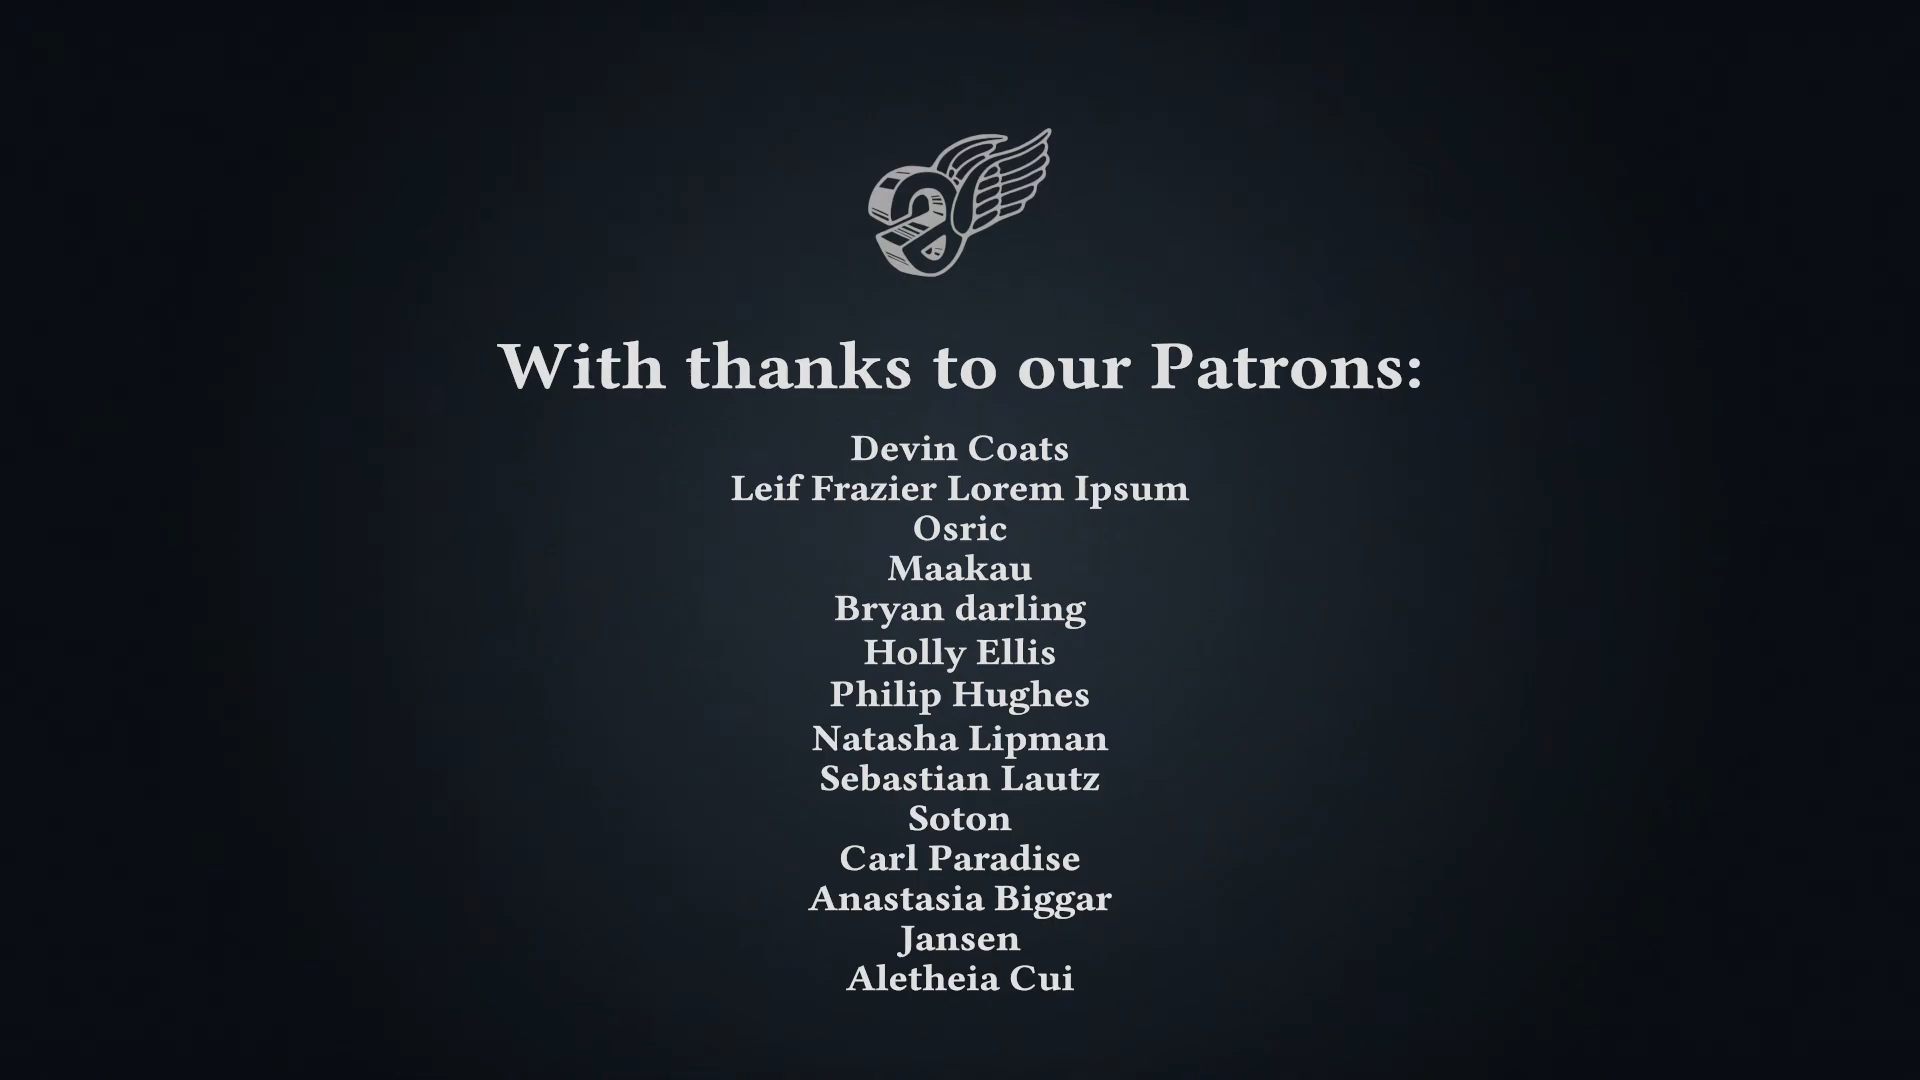 With thanks to our Patrons:
Devin Coats
Leif Frazier Lorem Ipsum
Osric
Maakau
Bryan darling
Holly Ellis
Philip Hughes
Natasha Lipman
Sebastian Lautz
Soton
Carl Paradise
Anastasia Biggar
Jansen
Aletheia Cui